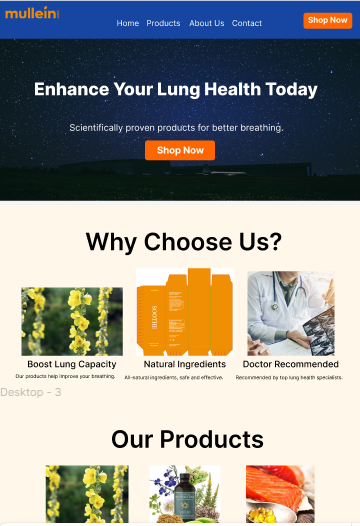 mullein
Home Products About Us Contact
Shop Now
Enhance Your Lung Health Today
Scientifically proven products for better breathing.
Shop Now
Why Choose Us?
Boost Lung Capacity
Our products help improve your breathing.
Natural Ingredients
All-natural ingredients, safe and effective.
Doctor Recommended
Recommended by top lung health specialists.
Desktop - 3
Our Products